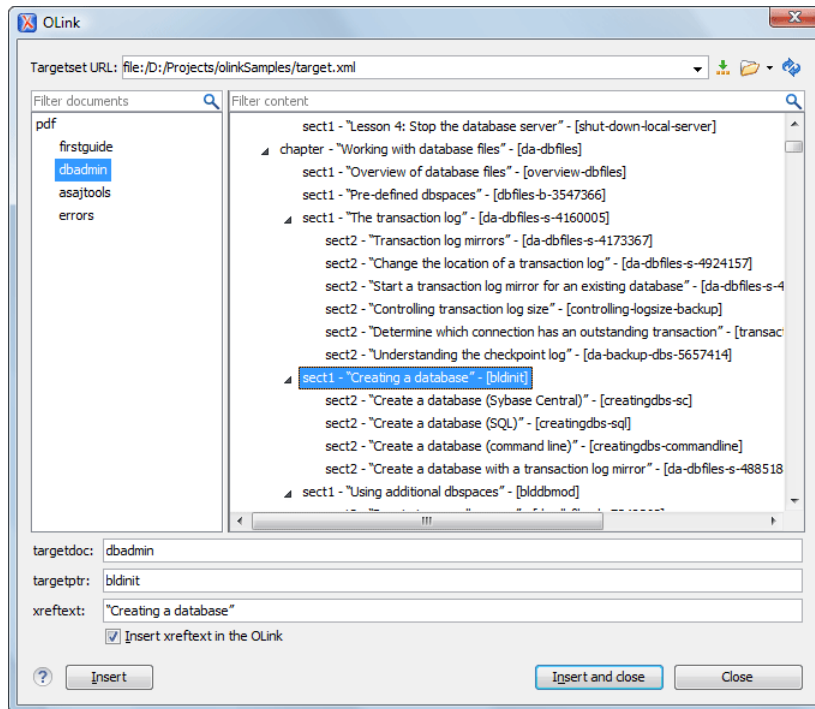 OLink
Targetset URL: file:/D:/Projects/olinkSamples/target.xml
Filter documents
pdf
firstguide
dbadmin
asajtools
errors
Filter content
sect1 - “Lesson 4: Stop the database server” - [shut-down-local-server]
chapter - “Working with database files” - [da-dbfiles]
sect1 - “Overview of database files” - [overview-dbfiles]
sect1 - “Pre-defined dbspaces” - [dbfiles-b-3547366]
sect1 - “The transaction log” - [da-dbfiles-s-4160005]
sect2 - “Transaction log mirrors” - [da-dbfiles-s-4173367]
sect2 - “Change the location of a transaction log” - [da-dbfiles-s-4924157]
sect2 - “Start a transaction log mirror for an existing database” - [da-dbfiles-s-4
sect2 - “Controlling transaction log size” - [controlling-logsize-backup]
sect2 - “Determine which connection has an outstanding transaction” - [transac
sect2 - “Understanding the checkpoint log” - [da-backup-dbs-5657414]
sect1 - “Creating a database” - [bldinit]
sect2 - “Create a database (Sybase Central)” - [creatingdbs-sc]
sect2 - “Create a database (SQL)” - [creatingdbs-sql]
sect2 - “Create a database (command line)” - [creatingdbs-commandline]
sect2 - “Create a database with a transaction log mirror” - [da-dbfiles-s-488518
sect1 - “Using additional dbspaces” - [blddbmod]
targetdoc: dbadmin
targetptr: bldinit
xreftext: “Creating a database”
Insert xreftext in the OLink
Insert
Insert and close
Close